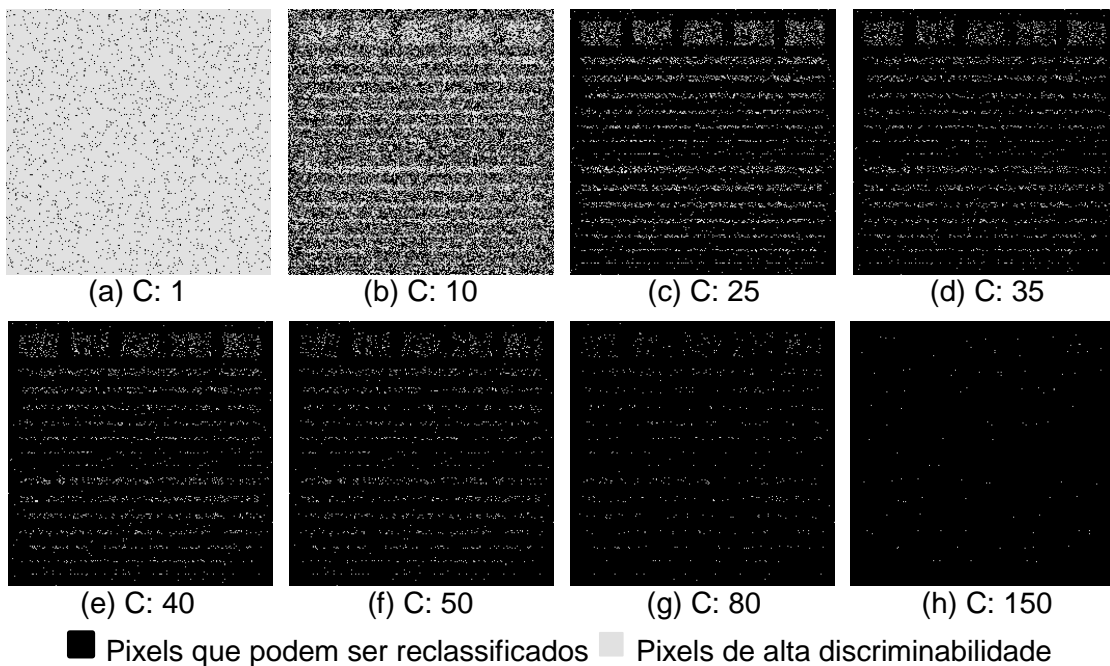 (a) C: 1 (b) C: 10 (c) C: 25 (d) C: 35
(e) C: 40 (f) C: 50 (g) C: 80 (h) C: 150
Pixels que podem ser reclassificados Pixels de alta discriminabilidade